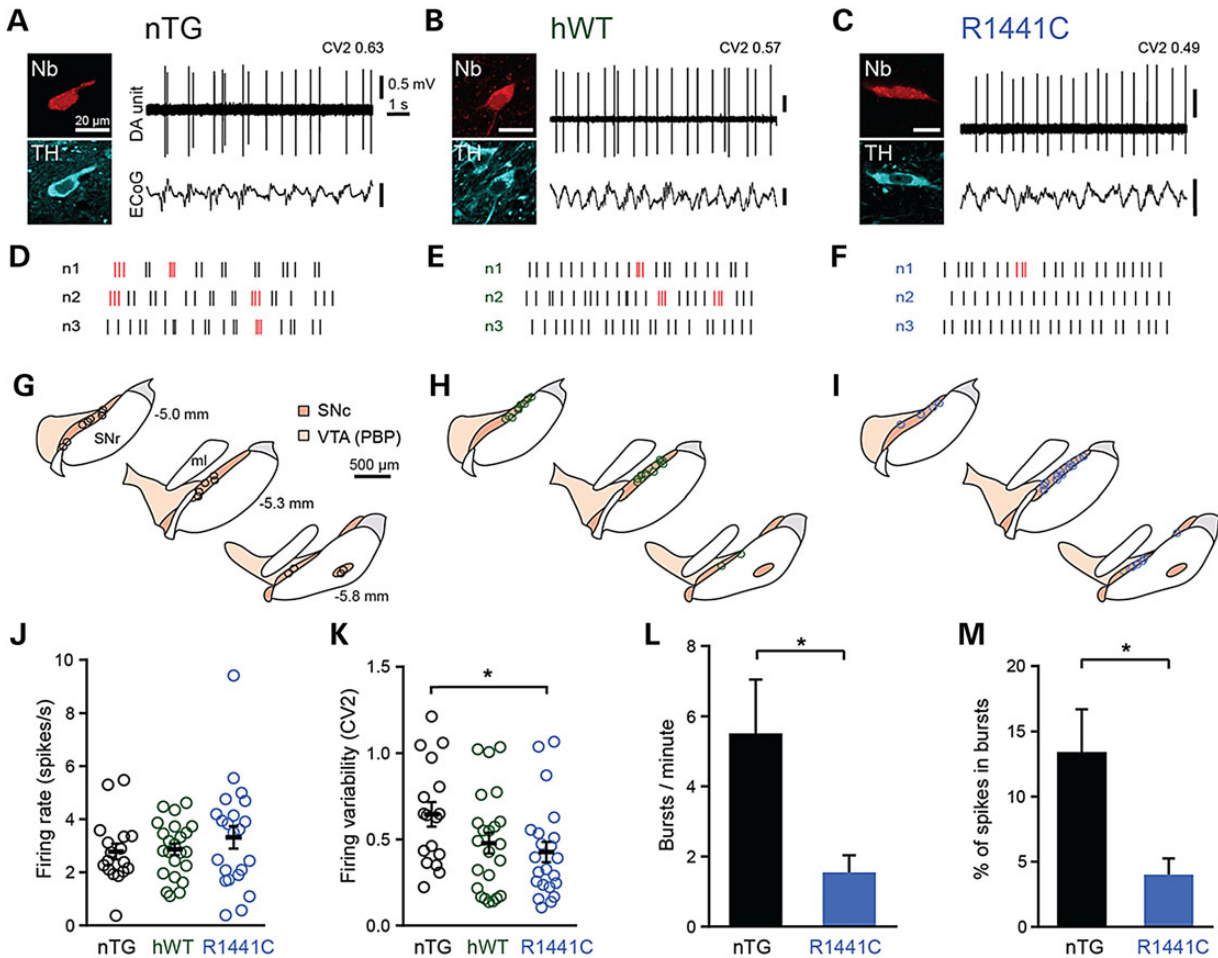 A nTG
B hWT
C R1441C
CV2 0.63
CV2 0.57
CV2 0.49
Nb
Nb
Nb
20 µm
DA unit
0.5 mV
1 s
TH
TH
TH
ECoG
D
n1
n2
n3
E
n1
n2
n3
F
n1
n2
n3
G
H
I
-5.0 mm
SNr
SNc
VTA (PBP)
500 µm
ml
-5.3 mm
-5.8 mm
J
Firing rate (spikes/s)
10
8
6
4
2
0
nTG hWT R1441C
K
Firing variability (CV2)
1.5
1.0
0.5
0.0
*
nTG hWT R1441C
L
Bursts / minute
8
6
4
2
0
*
nTG R1441C
M
% of spikes in bursts
20
15
10
5
0
*
nTG R1441C